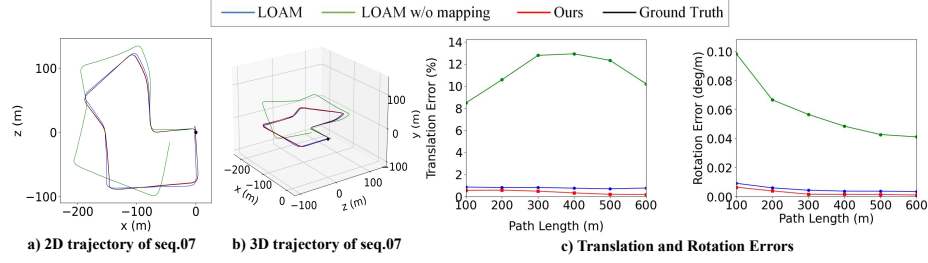 LOAM LOAM w/o mapping Ours Ground Truth
z (m)
100
0
−100
−200 −100 0
x (m)
a) 2D trajectory of seq.07
100
0
−100
y (m)
−200
−100
0
x (m)
−100
0
100
z (m)
b) 3D trajectory of seq.07
Translation Error (%)
14
12
10
8
6
4
2
0
100 200 300 400 500 600
Path Length (m)
Rotation Error (deg/m)
0.10
0.08
0.06
0.04
0.02
0.00
100 200 300 400 500 600
Path Length (m)
c) Translation and Rotation Errors